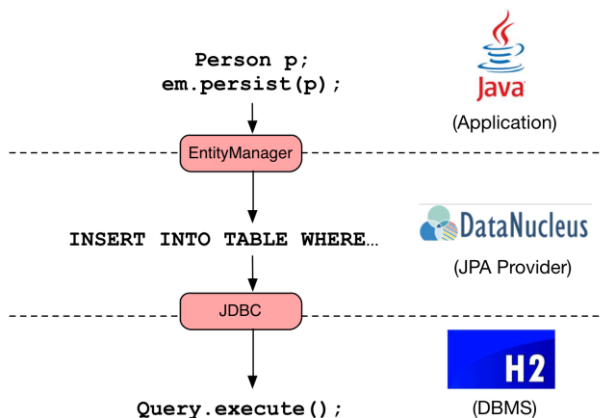 Person p;
em.persist(p);
Java
(Application)
EntityManager
INSERT INTO TABLE WHERE…
DataNucleus
(JPA Provider)
JDBC
H2
Query.execute();
(DBMS)